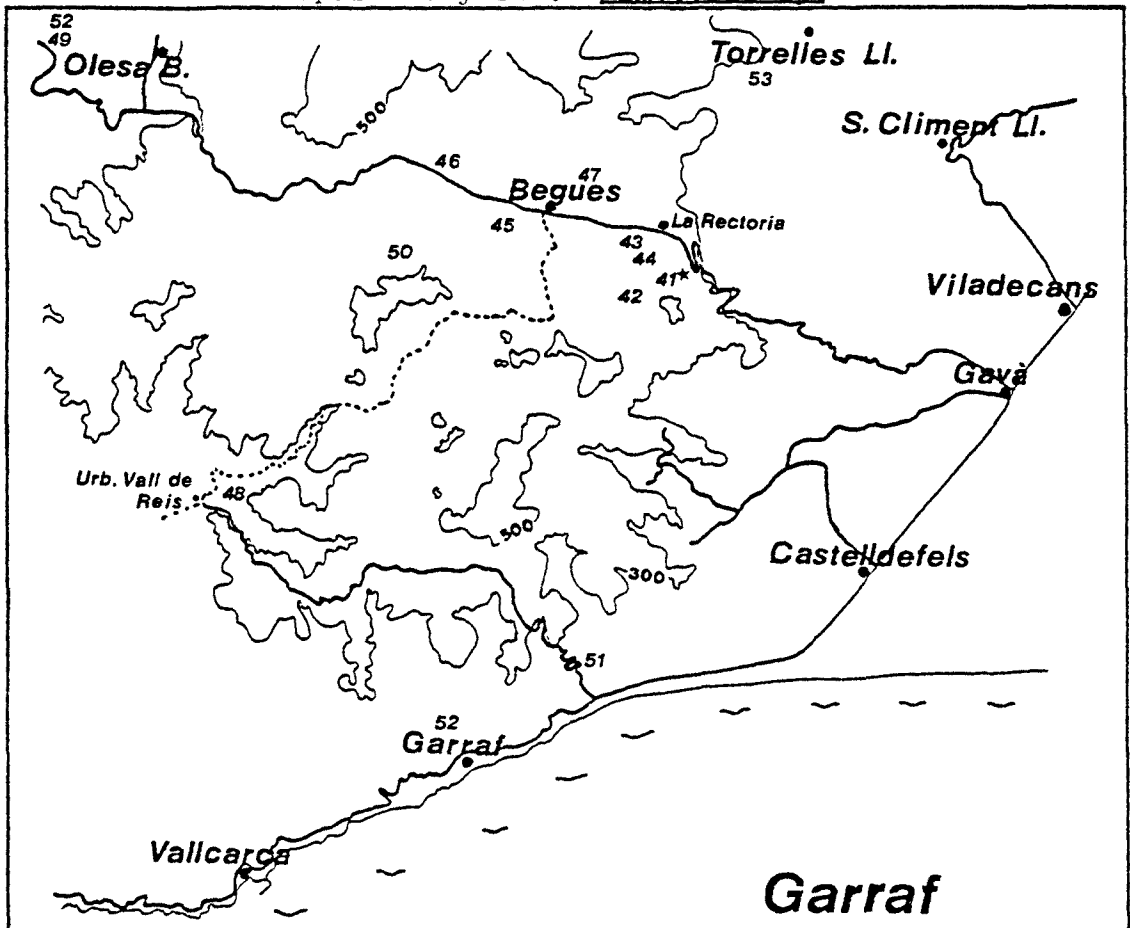 52
49
Olesa B.
Torrelles Ll.
53
500
S. Climent Ll.
46
47
Begues
45
La Rectoria
43
44
50
41*
42
Viladecans
Gavà
Urb. Vall de
Reis
48
500
Castelldefels
300
51
52
Garraf
Vallcarca
Garraf